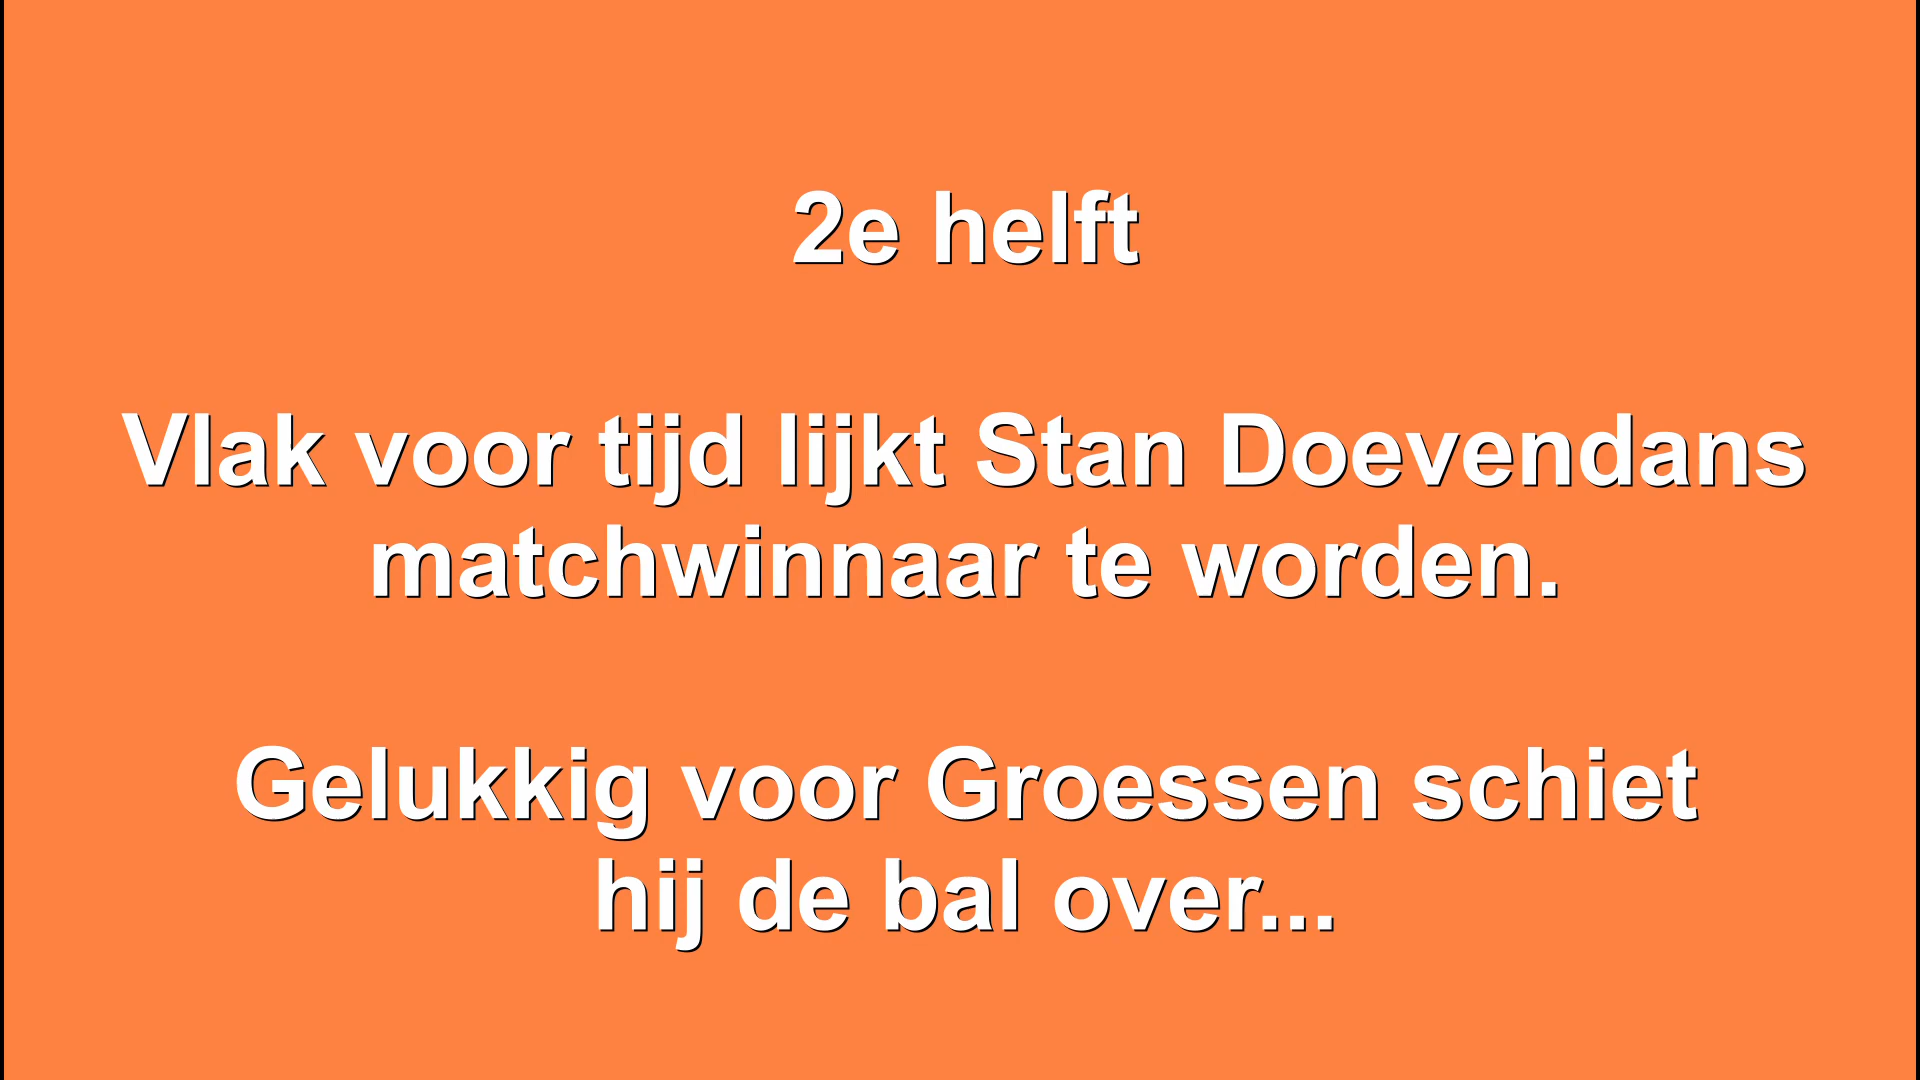 2e helft
Vlak voor tijd lijkt Stan Doevendans
matchwinnaar te worden.
Gelukkig voor Groessen schiet
hij de bal over...